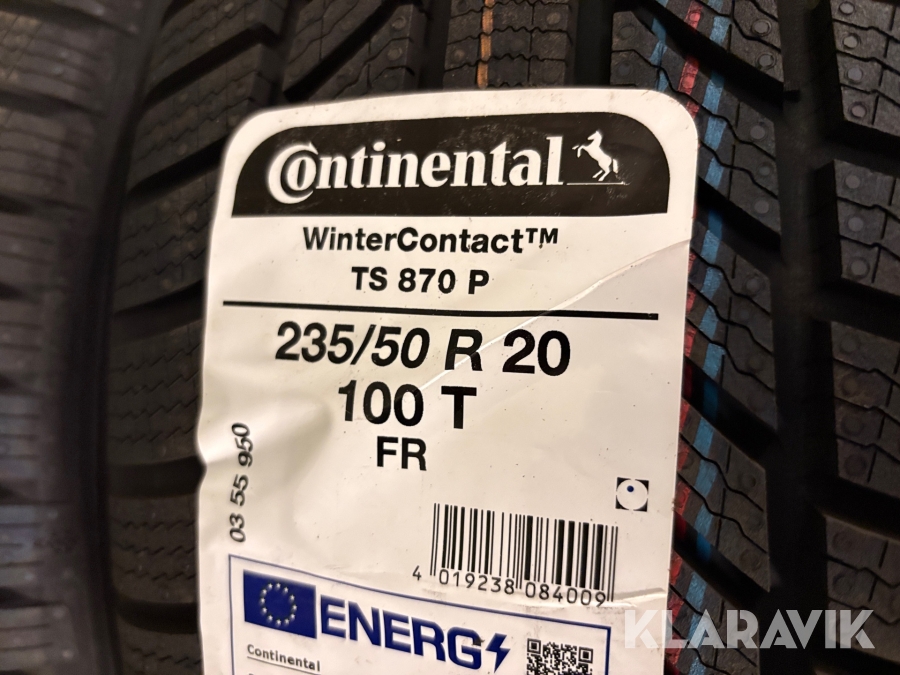 Continental
WinterContact™
TS 870 P
235/50 R 20
100 T
FR
03 55 950
4 019238 084009
ENERG
Continental
KLARAVIK